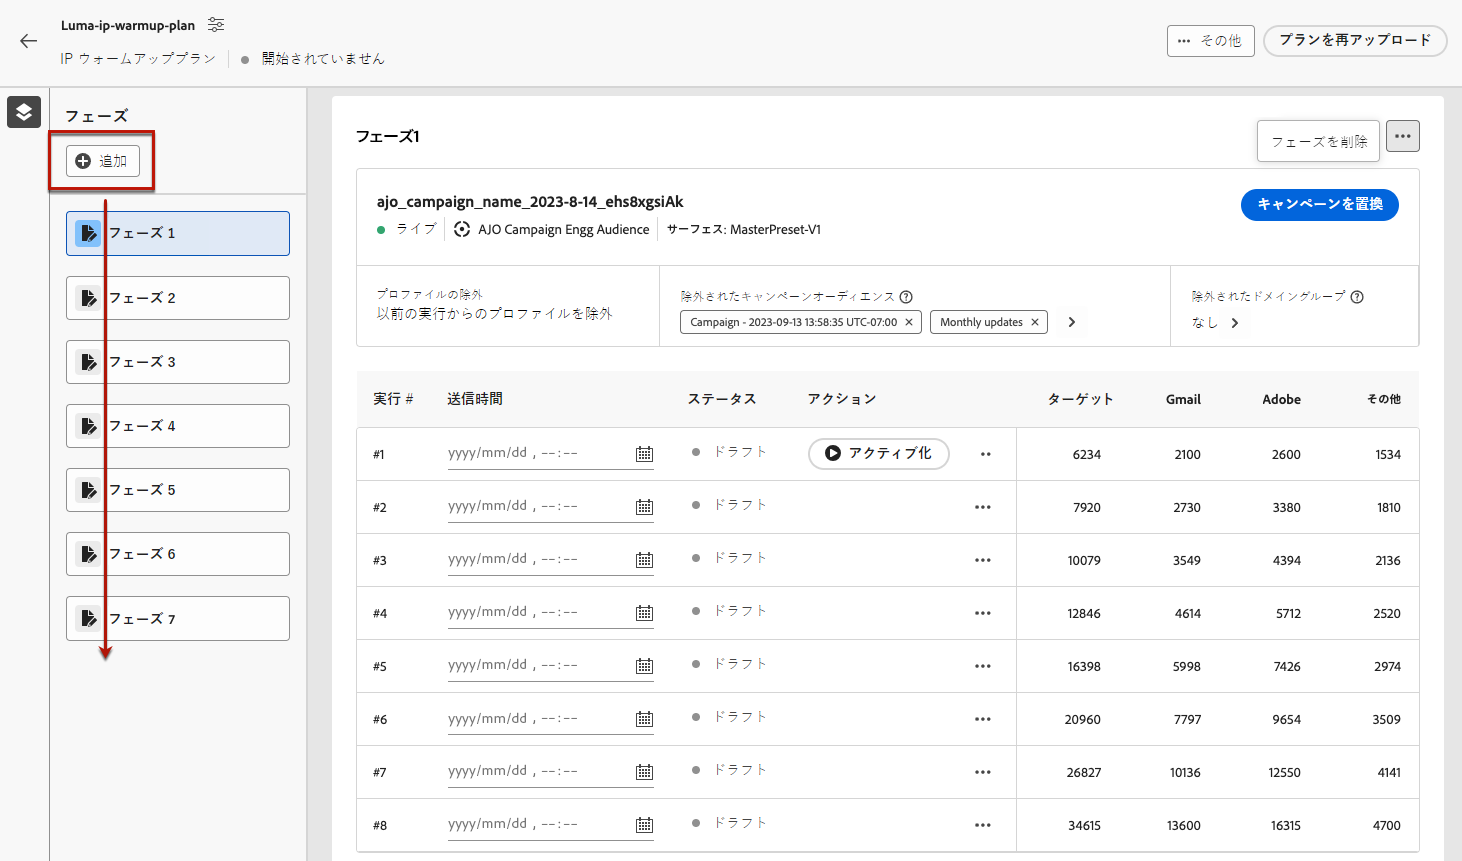 Luma-ip-warmup-plan
IP ウォームアッププラン 開始されていません
その他 プランを再アップロード
フェーズ
追加
フェーズ 1
フェーズ 2
フェーズ 3
フェーズ 4
フェーズ 5
フェーズ 6
フェーズ 7
フェーズ1
フェーズを削除
ajo_campaign_name_2023-8-14_ehs8xgsiAk
キャンペーンを置換
ライブ AJO Campaign Engg Audience サーフェス: MasterPreset-V1
プロファイルの除外
以前の実行からのプロファイルを除外
除外されたキャンペーンオーディエンス
Campaign - 2023-09-13 13:58:35 UTC-07:00 Monthly updates
除外されたドメイングループ
なし
実行 # 送信時間 ステータス アクション ターゲット Gmail Adobe その他
#1 yyyy/mm/dd , --:-- ドラフト アクティブ化 6234 2100 2600 1534
#2 yyyy/mm/dd , --:-- ドラフト 7920 2730 3380 1810
#3 yyyy/mm/dd , --:-- ドラフト 10079 3549 4394 2136
#4 yyyy/mm/dd , --:-- ドラフト 12846 4614 5712 2520
#5 yyyy/mm/dd , --:-- ドラフト 16398 5998 7426 2974
#6 yyyy/mm/dd , --:-- ドラフト 20960 7797 9654 3509
#7 yyyy/mm/dd , --:-- ドラフト 26827 10136 12550 4141
#8 yyyy/mm/dd , --:-- ドラフト 34615 13600 16315 4700